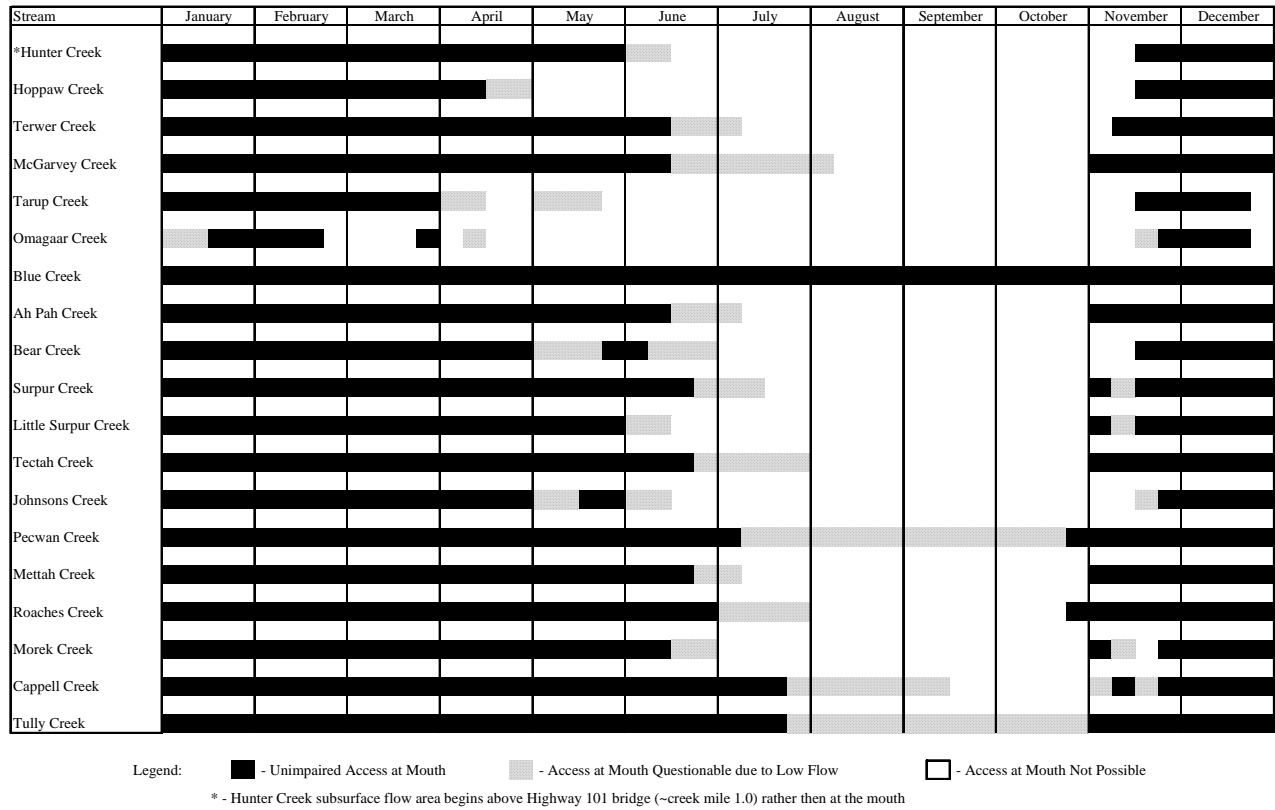 Stream January February March April May June July August September October November December
*Hunter Creek
Hoppaw Creek
Terwer Creek
McGarvey Creek
Tarup Creek
Omagaar Creek
Blue Creek
Ah Pah Creek
Bear Creek
Surpur Creek
Little Surpur Creek
Tectah Creek
Johnsons Creek
Pecwan Creek
Mettah Creek
Roaches Creek
Morek Creek
Cappell Creek
Tully Creek
Legend: - Unimpaired Access at Mouth - Access at Mouth Questionable due to Low Flow - Access at Mouth Not Possible
* - Hunter Creek subsurface flow area begins above Highway 101 bridge (~creek mile 1.0) rather then at the mouth